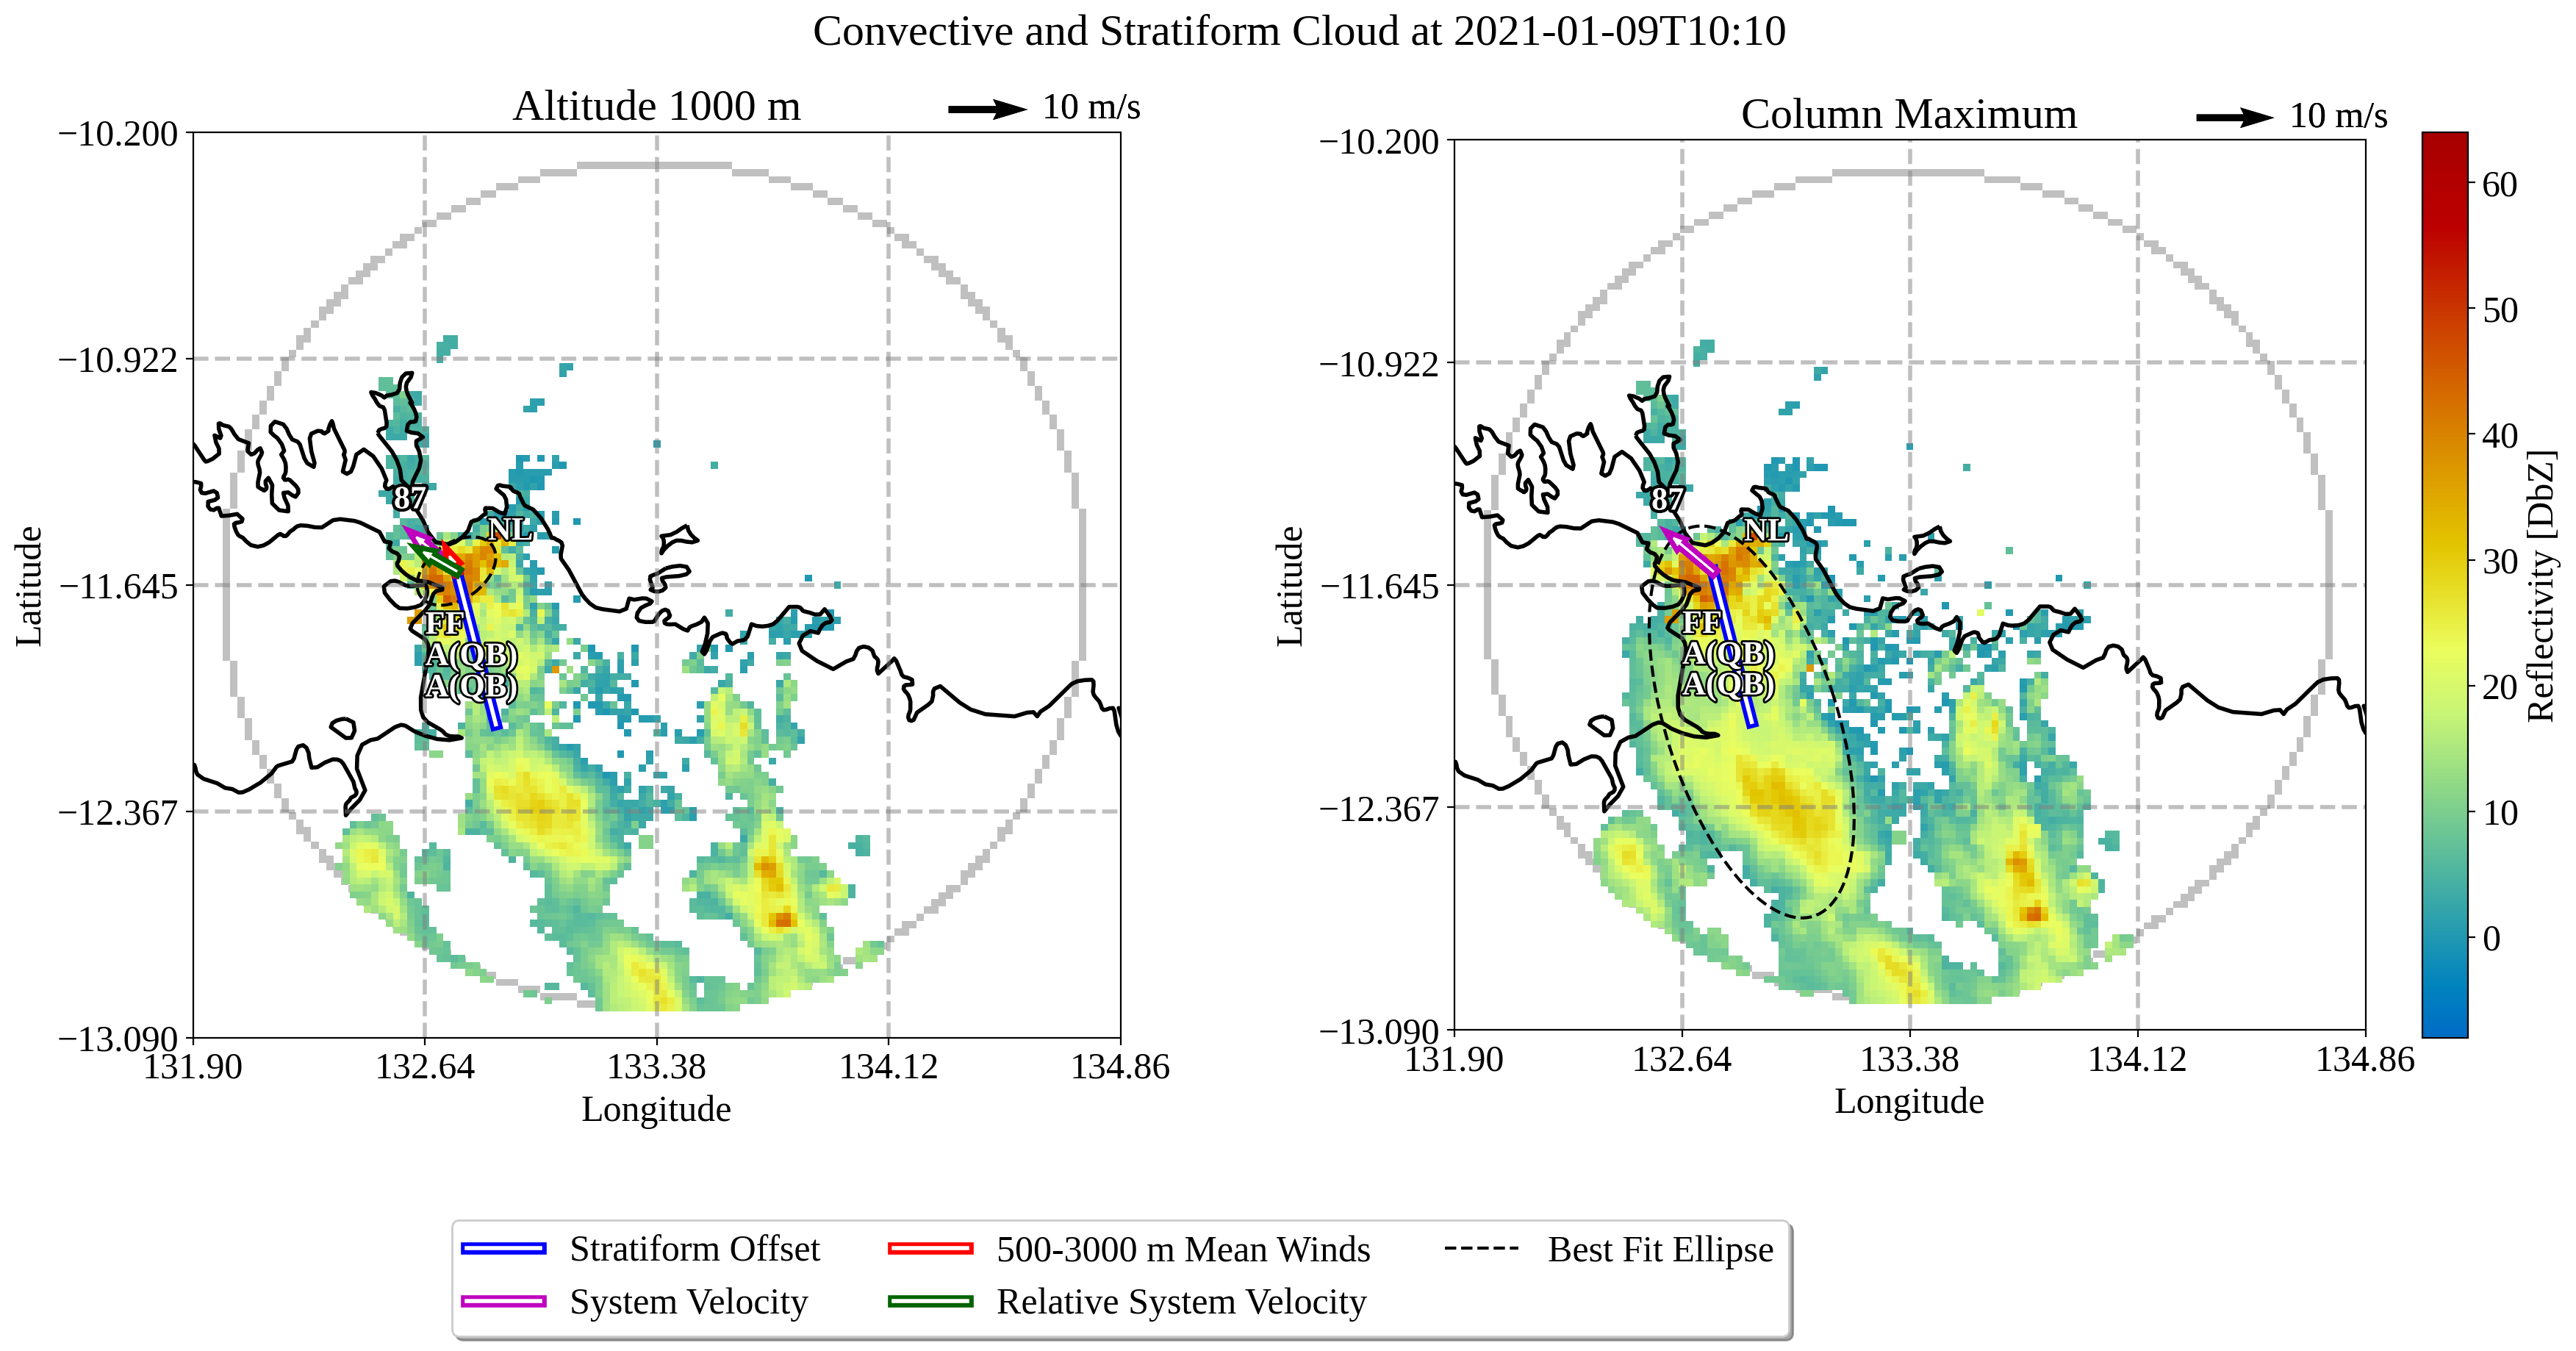 Convective and Stratiform Cloud at 2021-01-09T10:10
Altitude 1000 m
10 m/s
−10.200
−10.922
−11.645
−12.367
−13.090
Latitude
87
NL
FF
A(QB)
A(QB)
131.90
132.64
133.38
134.12
134.86
Longitude
Column Maximum
10 m/s
−10.200
−10.922
−11.645
−12.367
−13.090
Latitude
87
NL
FF
A(QB)
A(QB)
131.90
132.64
133.38
134.12
134.86
Longitude
60
50
40
30
20
10
0
Reflectivity [DbZ]
Stratiform Offset
System Velocity
500-3000 m Mean Winds
Relative System Velocity
Best Fit Ellipse